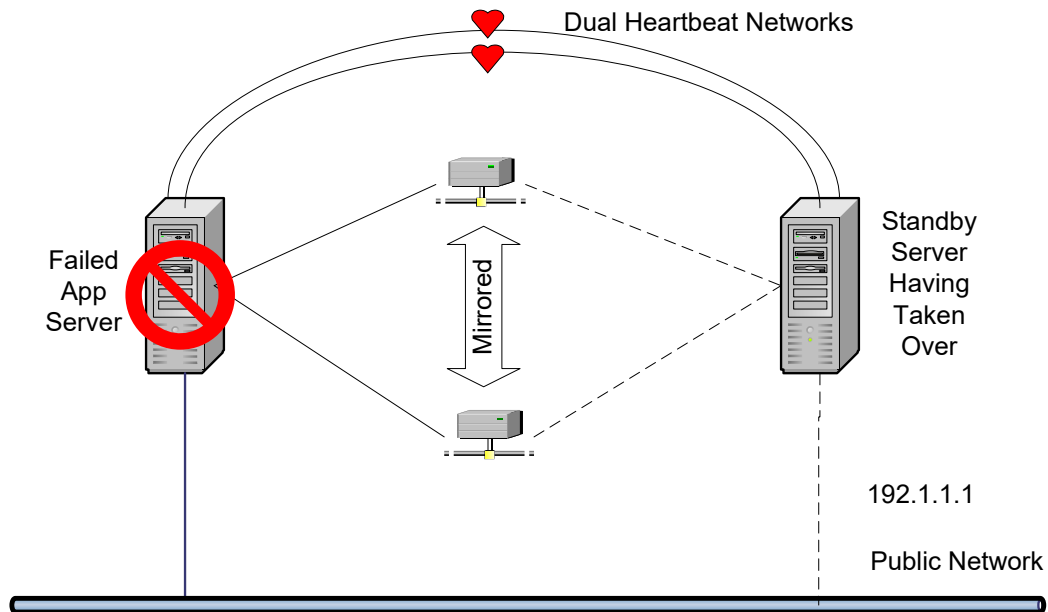 Dual Heartbeat Networks
Failed
App
Server
Mirrored
Standby
Server
Having
Taken
Over
192.1.1.1
Public Network